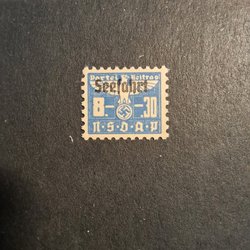 Partei Beitrag
Seefahrt
8.- 30
N·S·D·A·P